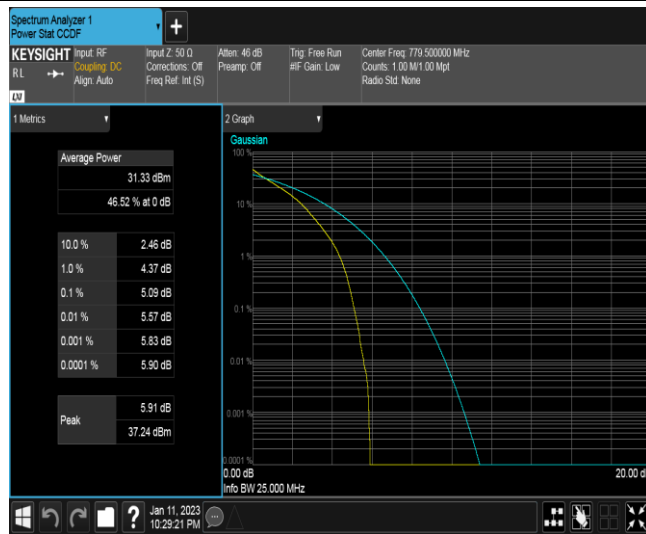 Spectrum Analyzer 1
Power Stat CCDF
+
KEYSIGHT
RL
LXI
Input: RF
Coupling: DC
Align: Auto
Input Z: 50 Ω
Corrections: Off
Freq Ref: Int (S)
Atten: 46 dB
Preamp: Off
Trig: Free Run
#IF Gain: Low
Center Freq: 779.500000 MHz
Counts: 1.00 M/1.00 Mpt
Radio Std: None
1 Metrics
Average Power
31.33 dBm
46.52 % at 0 dB
10.0 % 2.46 dB
1.0 % 4.37 dB
0.1 % 5.09 dB
0.01 % 5.57 dB
0.001 % 5.83 dB
0.0001 % 5.90 dB
Peak
5.91 dB
37.24 dBm
2 Graph
Gaussian
100 %
10 %
1 %
0.1 %
0.01 %
0.001 %
0.0001 %
0.00 dB
20.00 d
Info BW 25.000 MHz
?
Jan 11, 2023
10:29:21 PM